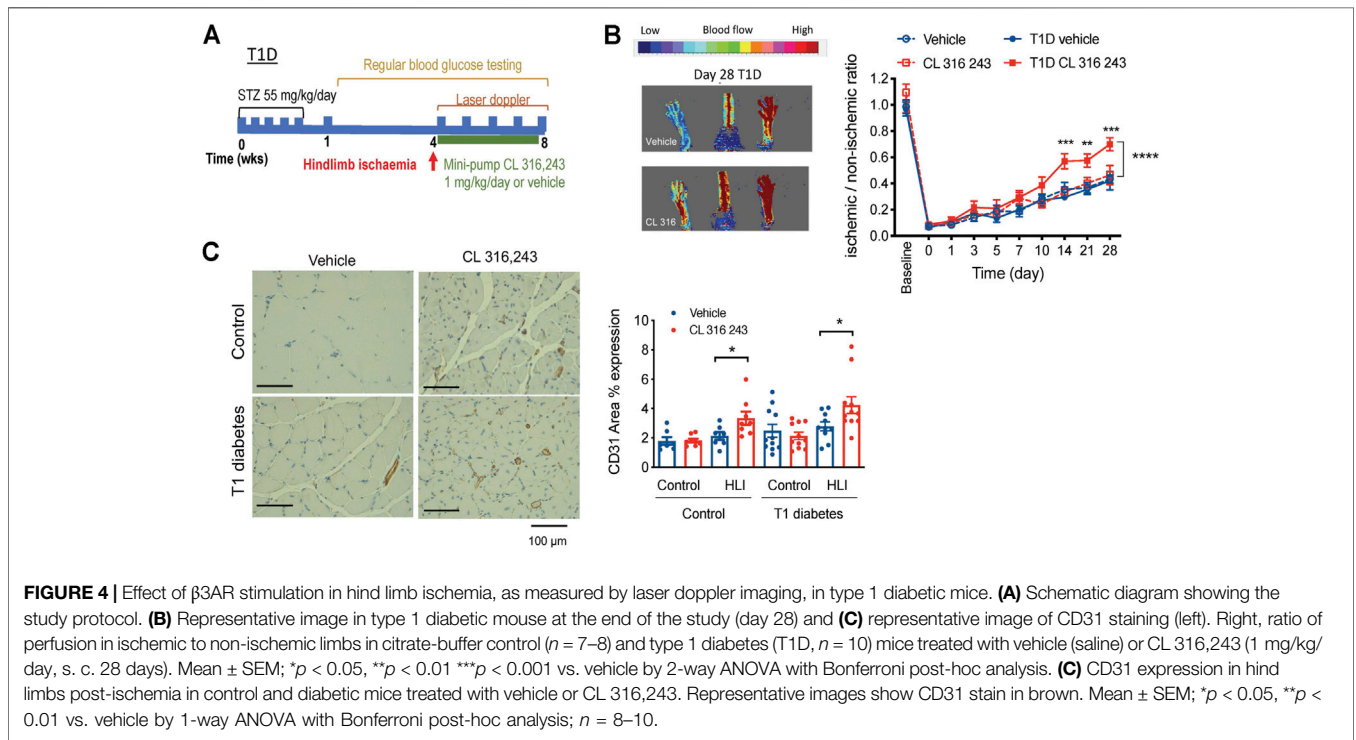 A
T1D
Regular blood glucose testing
STZ 55 mg/kg/day
Laser doppler
0 1 4 8
Time (wks)
Hindlimb ischaemia
Mini-pump CL 316,243
1 mg/kg/day or vehicle
B
Low Blood flow High
Day 28 T1D
Vehicle
CL 316
Vehicle T1D vehicle
CL 316 243 T1D CL 316 243
ischemic / non-ischemic ratio
1.2
1.0
0.8
0.6
0.4
0.2
0.0
*** ** ***
****
Baseline 0 1 3 5 7 10 14 21 28
Time (day)
C
Vehicle CL 316,243
Control
T1 diabetes
100 µm
Vehicle
CL 316 243
CD31 Area % expression
10
8
6
4
2
0
* *
Control HLI Control HLI
Control T1 diabetes
FIGURE 4 | Effect of β3AR stimulation in hind limb ischemia, as measured by laser doppler imaging, in type 1 diabetic mice. (A) Schematic diagram showing the
study protocol. (B) Representative image in type 1 diabetic mouse at the end of the study (day 28) and (C) representative image of CD31 staining (left). Right, ratio of
perfusion in ischemic to non-ischemic limbs in citrate-buffer control (n = 7–8) and type 1 diabetes (T1D, n = 10) mice treated with vehicle (saline) or CL 316,243 (1 mg/kg/
day, s. c. 28 days). Mean ± SEM; *p < 0.05, **p < 0.01 ***p < 0.001 vs. vehicle by 2-way ANOVA with Bonferroni post-hoc analysis. (C) CD31 expression in hind
limbs post-ischemia in control and diabetic mice treated with vehicle or CL 316,243. Representative images show CD31 stain in brown. Mean ± SEM; *p < 0.05, **p <
0.01 vs. vehicle by 1-way ANOVA with Bonferroni post-hoc analysis; n = 8–10.